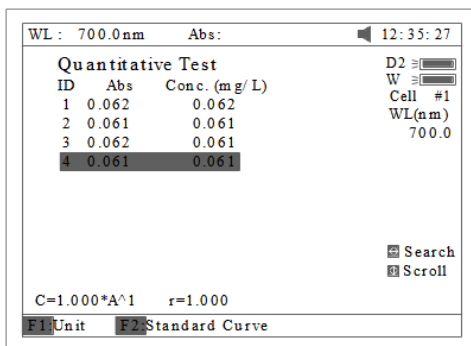 WL: 700.0nm Abs: 12:35:27
Quantitative Test
ID Abs Conc. (mg/L)
1 0.062 0.062
2 0.061 0.061
3 0.062 0.061
4 0.061 0.061
D2
W
Cell #1
WL(nm)
700.0
Search
Scroll
C=1.000*A^1 r=1.000
F1:Unit F2:Standard Curve